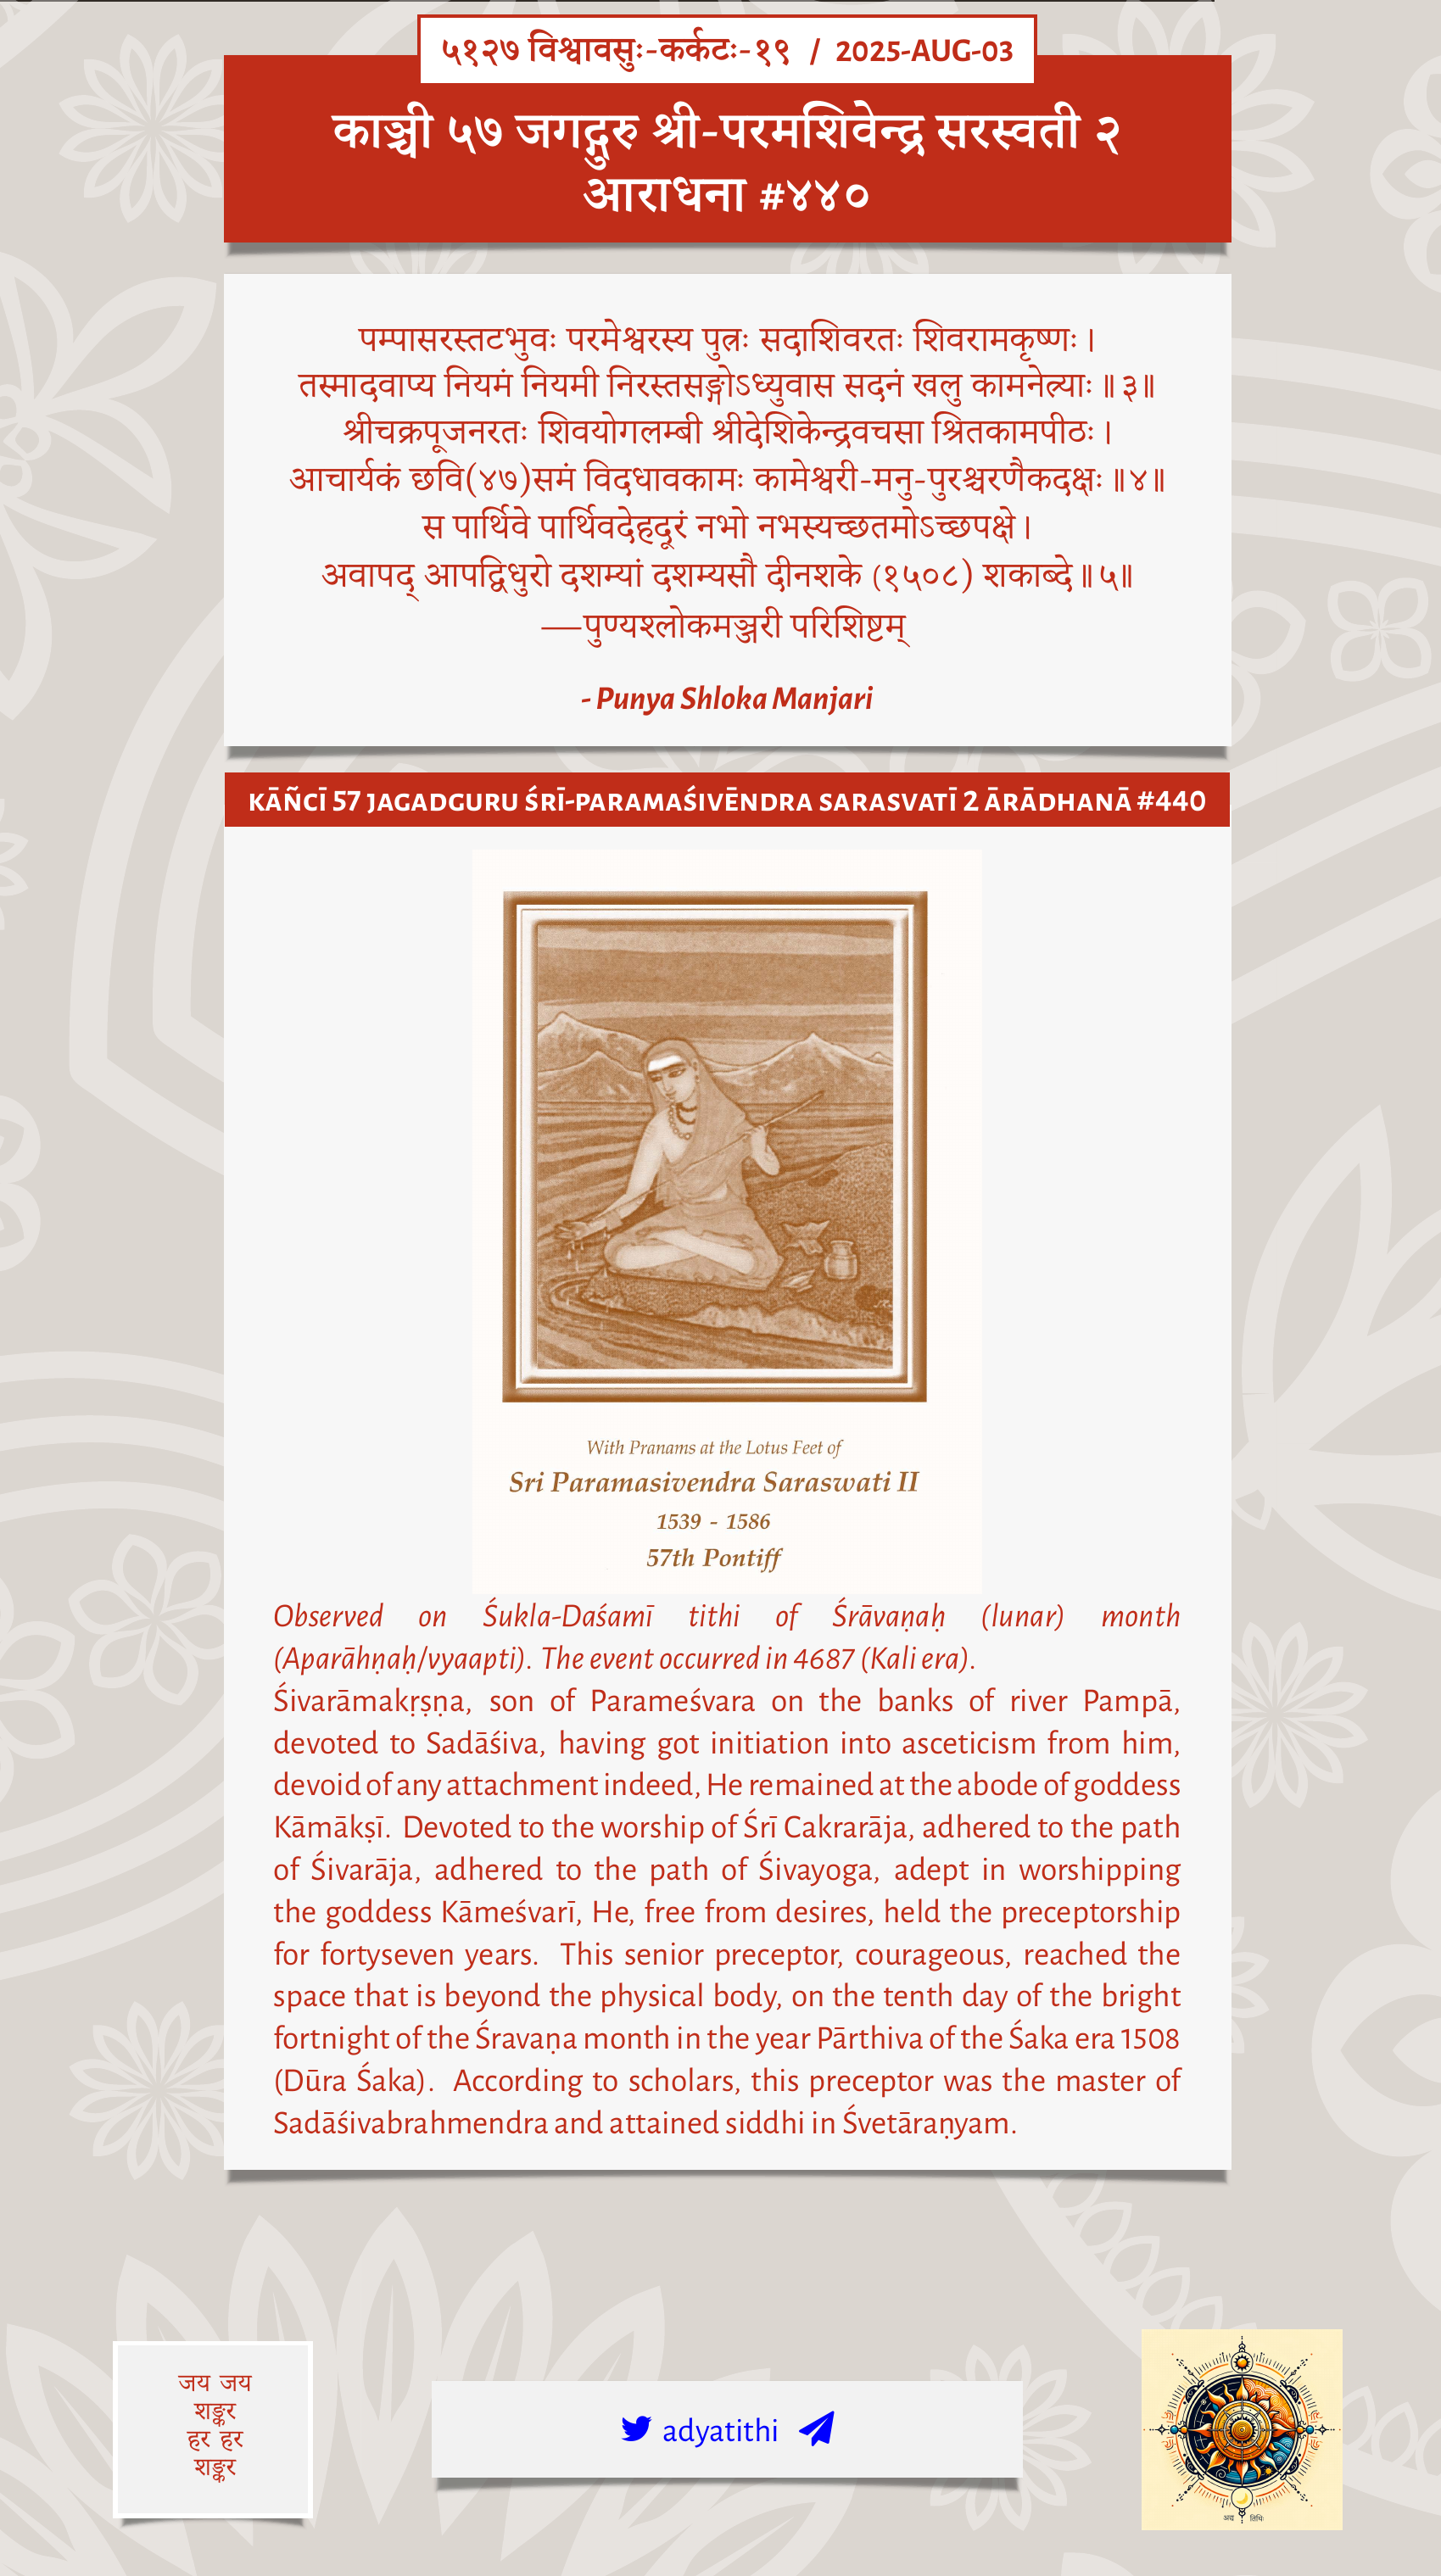 ५१२७ विश्वावसुः-कर्कटः-१९ / 2025-AUG-03
काञ्ची ५७ जगद्गुरु श्री-परमशिवेन्द्र सरस्वती २
आराधना #४४०
पम्पासरस्तटभुवः परमेश्वरस्य पुत्रः सदाशिवरतः शिवरामकृष्णः।
तस्मादवाप्य नियमं नियमी निरस्तसङ्गोऽध्युवास सदनं खलु कामनेत्र्याः॥३॥
श्रीचक्रपूजनरतः शिवयोगलम्बी श्रीदेशिकेन्द्रवचसा श्रितकामपीठः।
आचार्यकं छवि(४७)समं विदधावकामः कामेश्वरी-मनु-पुरश्चरणैकदक्षः॥४॥
स पार्थिवे पार्थिवदेहदूरं नभो नभस्यच्छतमोऽच्छपक्षे।
अवापद् आपद्विधुरो दशम्यां दशम्यसौ दीनशके (१५०८) शकाब्दे॥५॥
—पुण्यश्लोकमञ्जरी परिशिष्टम्
- Punya Shloka Manjari
KĀÑCĪ 57 JAGADGURU ŚRĪ-PARAMAŚIVĒNDRA SARASVATĪ 2 ĀRĀDHANĀ #440
With Pranams at the Lotus Feet of
Sri Paramasivendra Saraswati II
1539 - 1586
57th Pontiff
Observed on Śukla-Daśamī tithi of Śrāvaṇaḥ (lunar) month
(Aparāhṇaḥ/vyaapti). The event occurred in 4687 (Kali era).
Śivarāmakṛṣṇa, son of Parameśvara on the banks of river Pampā,
devoted to Sadāśiva, having got initiation into asceticism from him,
devoid of any attachment indeed, He remained at the abode of goddess
Kāmākṣī. Devoted to the worship of Śrī Cakrarāja, adhered to the path
of Śivarāja, adhered to the path of Śivayoga, adept in worshipping
the goddess Kāmeśvarī, He, free from desires, held the preceptorship
for fortyseven years. This senior preceptor, courageous, reached the
space that is beyond the physical body, on the tenth day of the bright
fortnight of the Śravaṇa month in the year Pārthiva of the Śaka era 1508
(Dūra Śaka). According to scholars, this preceptor was the master of
Sadāśivabrahmendra and attained siddhi in Śvetāraṇyam.
जय जय
शङ्कर
हर हर
शङ्कर
adyatithi
अद्य तिथिः